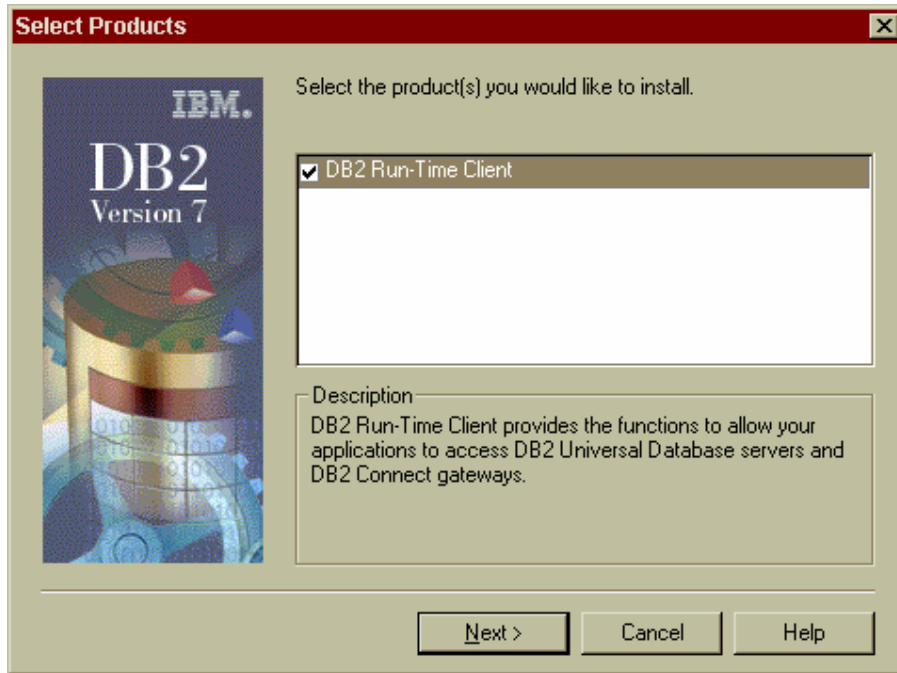 Select Products
Select the product(s) you would like to install.
IBM.
DB2
Version 7
DB2 Run-Time Client
Description
DB2 Run-Time Client provides the functions to allow your
applications to access DB2 Universal Database servers and
DB2 Connect gateways.
Next >
Cancel
Help